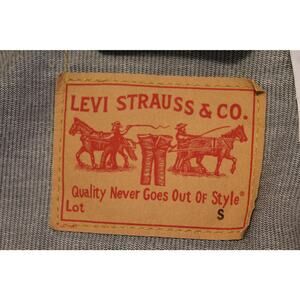 LEVI STRAUSS & CO.
Quality Never Goes Out Of Style®
Lot
S